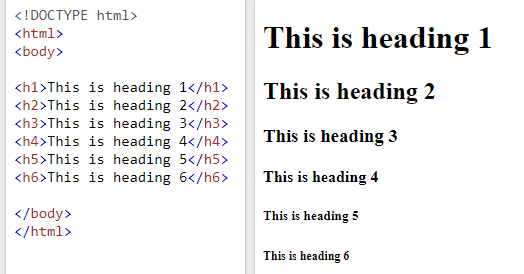 <!DOCTYPE html>
<html>
<body>
<h1>This is heading 1</h1>
<h2>This is heading 2</h2>
<h3>This is heading 3</h3>
<h4>This is heading 4</h4>
<h5>This is heading 5</h5>
<h6>This is heading 6</h6>
</body>
</html>
This is heading 1
This is heading 2
This is heading 3
This is heading 4
This is heading 5
This is heading 6